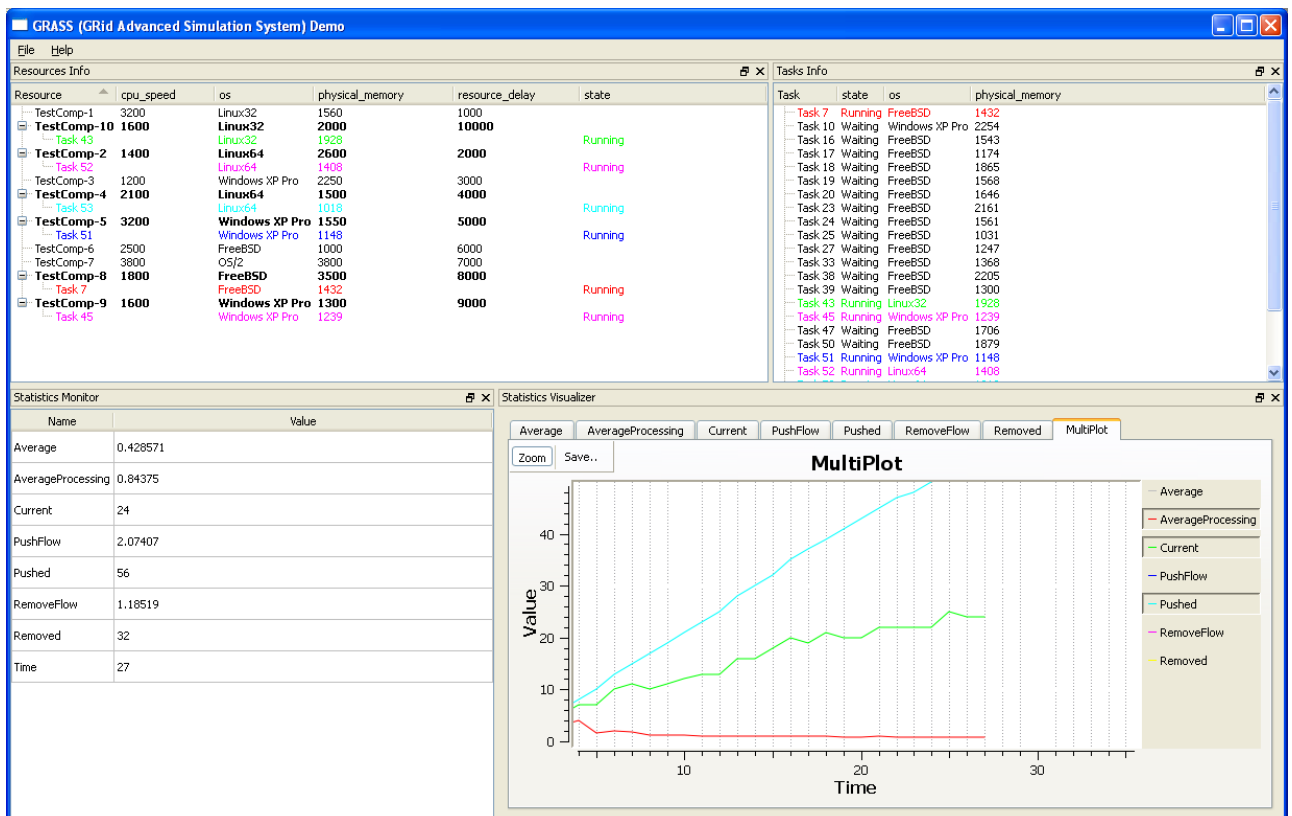 GRASS (GRid Advanced Simulation System) Demo
File Help
Resources Info
Resource cpu_speed os physical_memory resource_delay state
TestComp-1 3200 Linux32 1560 1000
TestComp-10 1600 Linux32 2000 10000
Task 43 Linux32 1928 Running
TestComp-2 1400 Linux64 2600 2000
Task 52 Linux64 1408 Running
TestComp-3 1200 Windows XP Pro 2250 3000
TestComp-4 2100 Linux64 1500 4000
Task 53 Linux64 1018 Running
TestComp-5 3200 Windows XP Pro 1550 5000
Task 51 Windows XP Pro 1148 Running
TestComp-6 2500 FreeBSD 1000 6000
TestComp-7 3800 OS/2 3800 7000
TestComp-8 1800 FreeBSD 3500 8000
Task 7 FreeBSD 1432 Running
TestComp-9 1600 Windows XP Pro 1300 9000
Task 45 Windows XP Pro 1239 Running
Tasks Info
Task state os physical_memory
Task 7 Running FreeBSD 1432
Task 10 Waiting Windows XP Pro 2254
Task 16 Waiting FreeBSD 1543
Task 17 Waiting FreeBSD 1174
Task 18 Waiting FreeBSD 1865
Task 19 Waiting FreeBSD 1568
Task 20 Waiting FreeBSD 1646
Task 23 Waiting FreeBSD 2161
Task 24 Waiting FreeBSD 1561
Task 25 Waiting FreeBSD 1031
Task 27 Waiting FreeBSD 1247
Task 33 Waiting FreeBSD 1368
Task 38 Waiting FreeBSD 2205
Task 39 Waiting FreeBSD 1300
Task 43 Running Linux32 1928
Task 45 Running Windows XP Pro 1239
Task 47 Waiting FreeBSD 1706
Task 50 Waiting FreeBSD 1879
Task 51 Running Windows XP Pro 1148
Task 52 Running Linux64 1408
Statistics Monitor
Name Value
Average 0.428571
AverageProcessing 0.84375
Current 24
PushFlow 2.07407
Pushed 56
RemoveFlow 1.18519
Removed 32
Time 27
Statistics Visualizer
Average AverageProcessing Current PushFlow Pushed RemoveFlow Removed MultiPlot
Zoom Save..
MultiPlot
Value
40
30
20
10
0
10 20 30
Time
Average
AverageProcessing
Current
PushFlow
Pushed
RemoveFlow
Removed